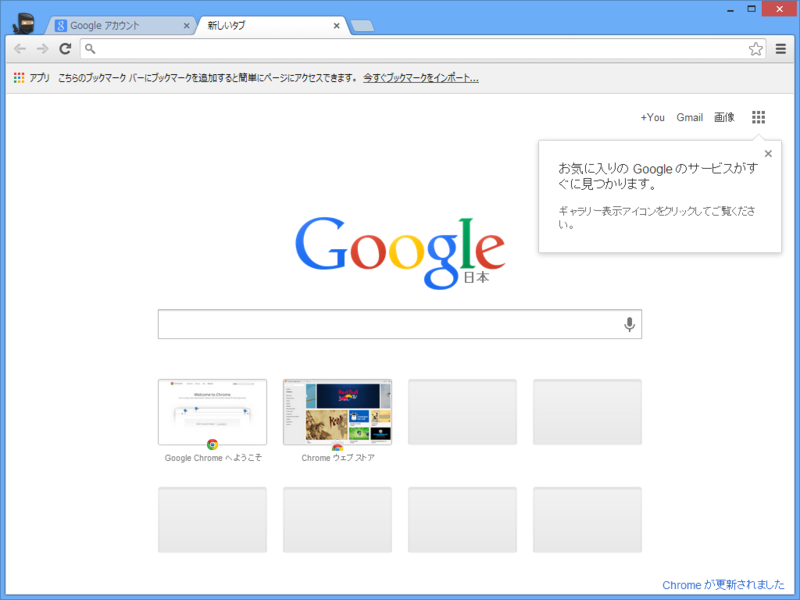 Google アカウント
新しいタブ
アプリ こちらのブックマーク バーにブックマークを追加すると簡単にページにアクセスできます。 今すぐブックマークをインポート...
+You Gmail 画像
お気に入りの Google のサービスがす
ぐに見つかります。
ギャラリー表示アイコンをクリックしてご覧くださ
い。
Google
日本
Welcome to Chrome
Google Chrome へようこそ
Chrome ウェブ ストア
Chrome が更新されました